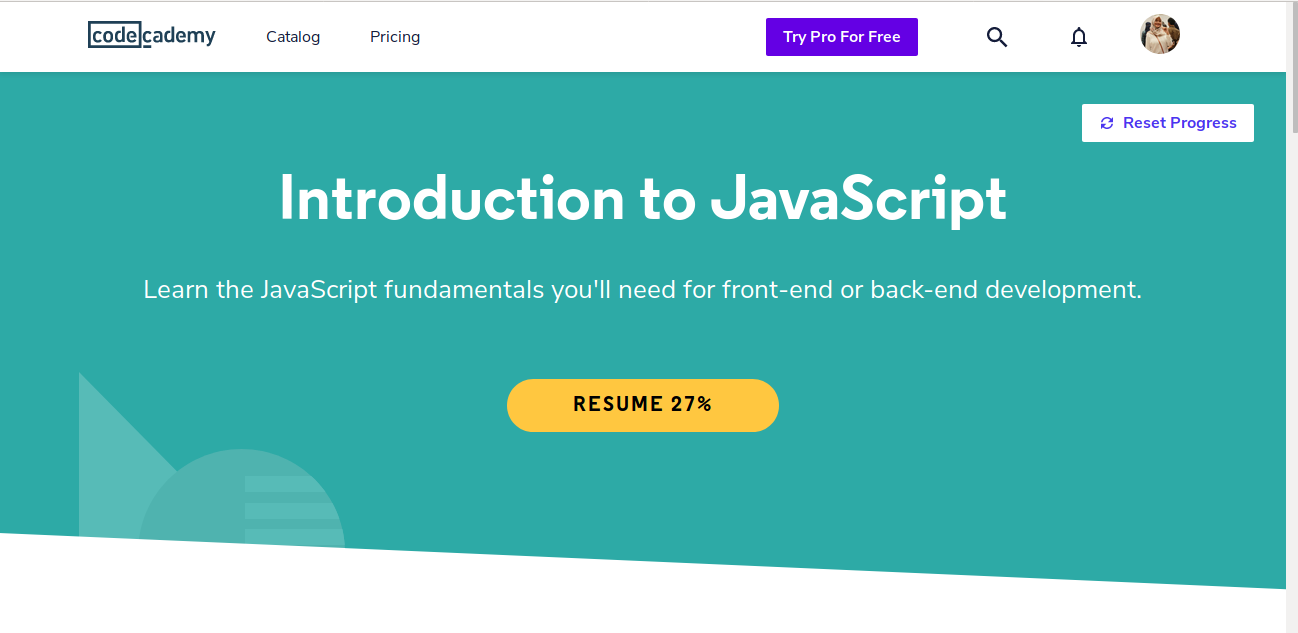 codecademy
Catalog
Pricing
Try Pro For Free
Reset Progress
Introduction to JavaScript
Learn the JavaScript fundamentals you'll need for front-end or back-end development.
RESUME 27%